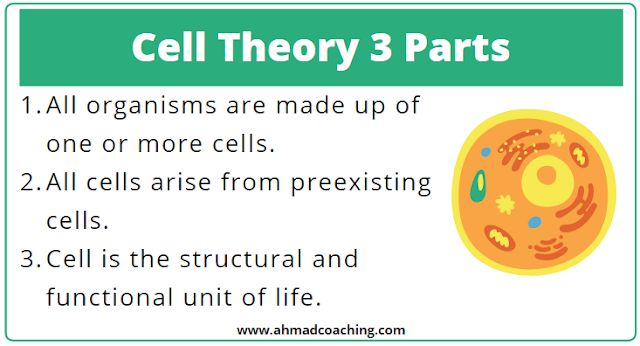 Cell Theory 3 Parts
1. All organisms are made up of
one or more cells.
2. All cells arise from preexisting
cells.
3. Cell is the structural and
functional unit of life.
www.ahmadcoaching.com